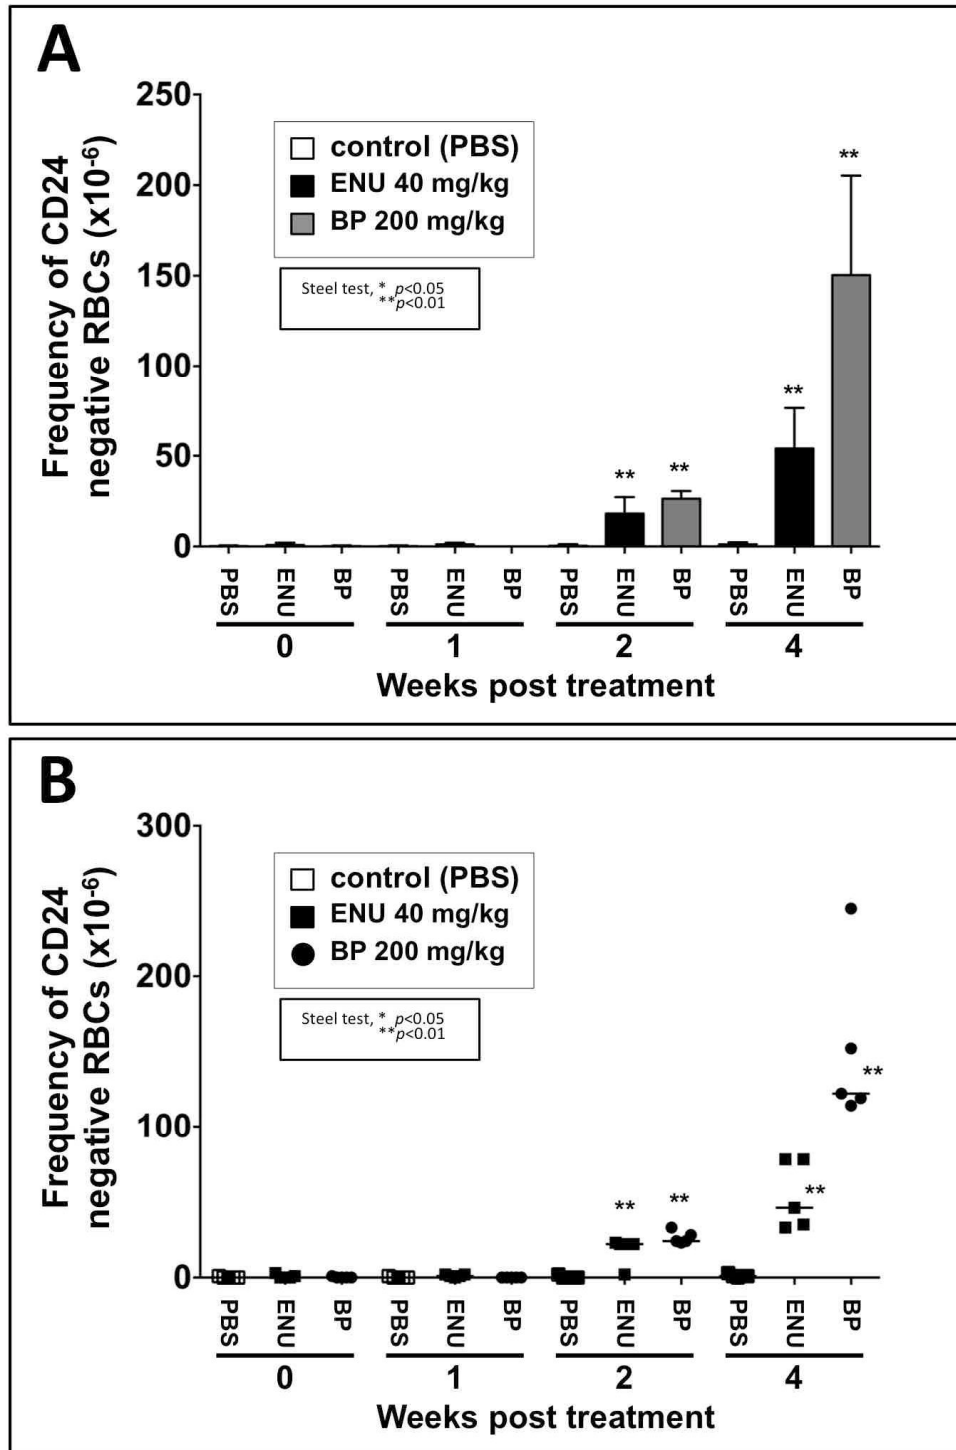 A
Frequency of CD24
negative RBCs (x10-6)
250
200
150
100
50
0
control (PBS)
ENU 40 mg/kg
BP 200 mg/kg
Steel test, * p<0.05
**p<0.01
**
**
**
**
PBS ENU BP PBS ENU BP PBS ENU BP PBS ENU BP
0 1 2 4
Weeks post treatment
B
Frequency of CD24
negative RBCs (x10-6)
300
200
100
0
control (PBS)
ENU 40 mg/kg
BP 200 mg/kg
Steel test, * p<0.05
**p<0.01
**
**
**
**
PBS ENU BP PBS ENU BP PBS ENU BP PBS ENU BP
0 1 2 4
Weeks post treatment